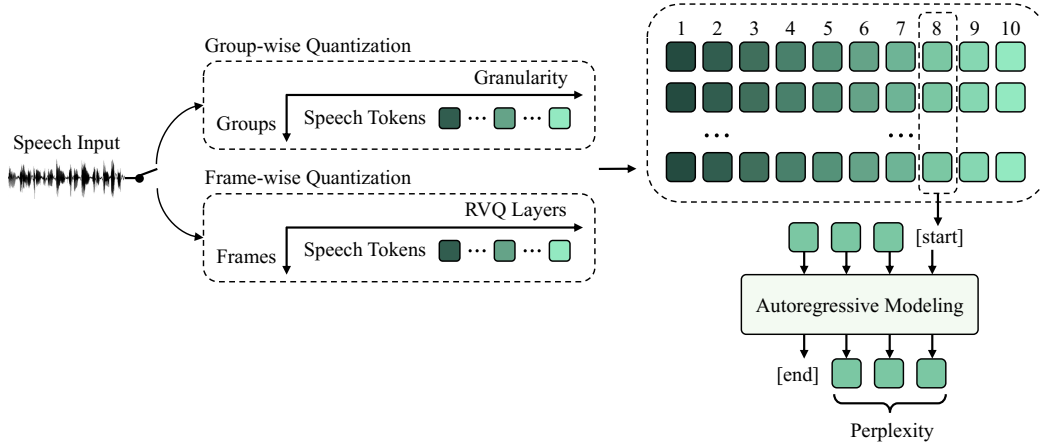 Speech Input
Group-wise Quantization
Granularity
Groups
Speech Tokens
...
...
Frame-wise Quantization
RVQ Layers
Frames
Speech Tokens
...
...
1 2 3 4 5 6 7 8 9 10
...
...
[start]
Autoregressive Modeling
[end]
Perplexity